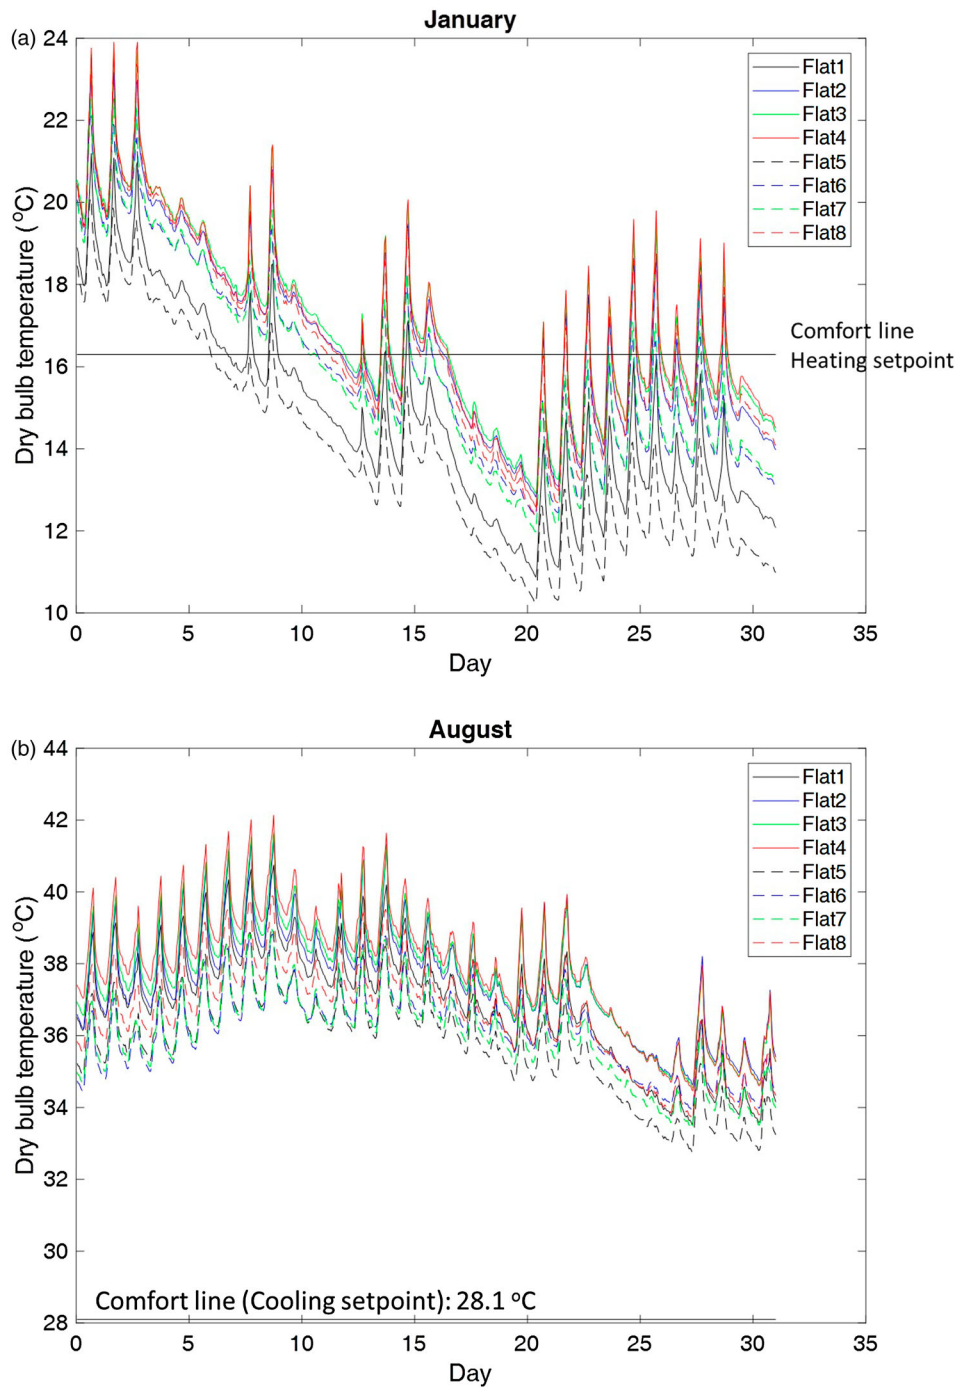 January
(a)
24
22
20
18
16
14
12
10
Dry bulb temperature (°C)
Flat1
Flat2
Flat3
Flat4
Flat5
Flat6
Flat7
Flat8
Comfort line
Heating setpoint
0 5 10 15 20 25 30 35
Day
August
(b)
44
42
40
38
36
34
32
30
28
Dry bulb temperature (°C)
Flat1
Flat2
Flat3
Flat4
Flat5
Flat6
Flat7
Flat8
Comfort line (Cooling setpoint): 28.1 °C
0 5 10 15 20 25 30 35
Day